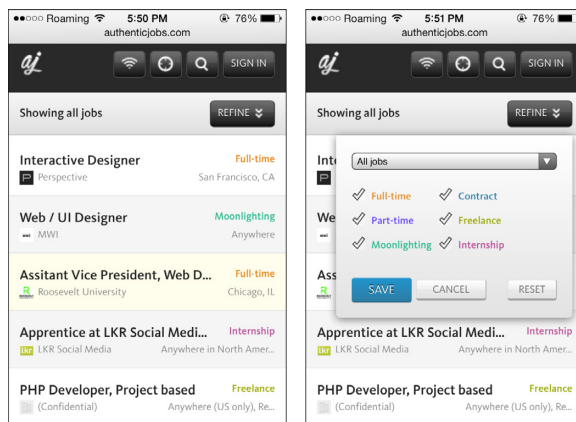 Roaming 5:50 PM 76%
authenticjobs.com
aj SIGN IN
Showing all jobs REFINE
Interactive Designer Full-time
Perspective San Francisco, CA
Web / UI Designer Moonlighting
mwi MWI Anywhere
Assitant Vice President, Web D... Full-time
Roosevelt University Chicago, IL
Apprentice at LKR Social Medi... Internship
lkr LKR Social Media Anywhere in North Amer...
PHP Developer, Project based Freelance
(Confidential) Anywhere (US only), Re...
Roaming 5:51 PM 76%
authenticjobs.com
aj SIGN IN
Showing all jobs REFINE
Inte
All jobs
Full-time Contract
We
Part-time Freelance
Moonlighting Internship
Ass
SAVE CANCEL RESET
Apprentice at LKR Social Medi... Internship
lkr LKR Social Media Anywhere in North Amer...
PHP Developer, Project based Freelance
(Confidential) Anywhere (US only), Re...